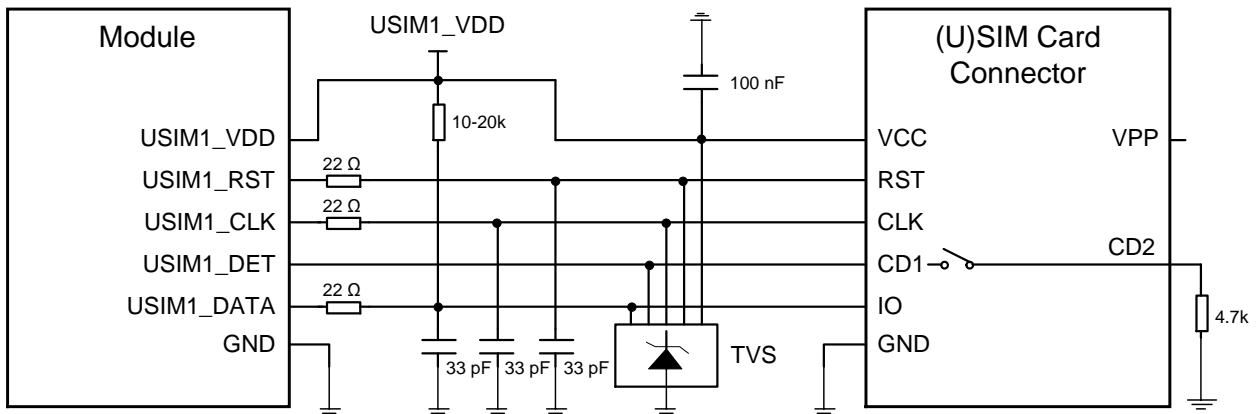 Module
USIM1_VDD
(U)SIM Card
Connector
100 nF
10-20k
USIM1_VDD
VCC
VPP
22 Ω
USIM1_RST
RST
22 Ω
USIM1_CLK
CLK
CD2
USIM1_DET
CD1
22 Ω
USIM1_DATA
IO
4.7k
GND
33 pF
33 pF
33 pF
TVS
GND